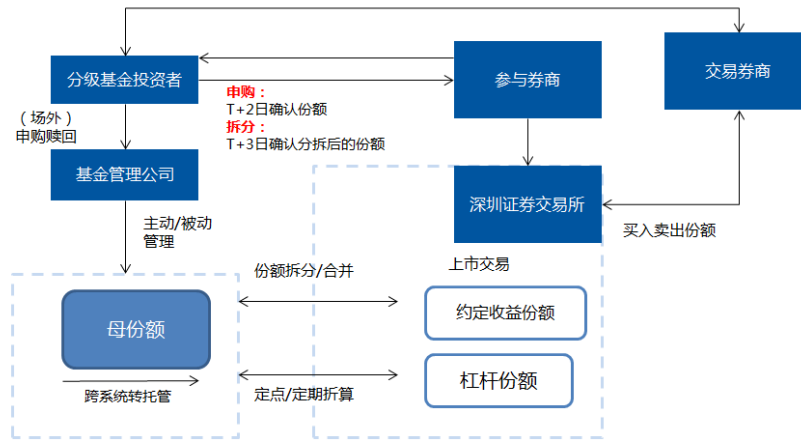 分级基金投资者
参与券商
交易券商
申购：
T+2日确认份额
拆分：
T+3日确认分拆后的份额
（场外）
申购赎回
基金管理公司
深圳证券交易所
主动/被动
管理
买入卖出份额
份额拆分/合并
上市交易
母份额
约定收益份额
杠杆份额
跨系统转托管
定点/定期折算